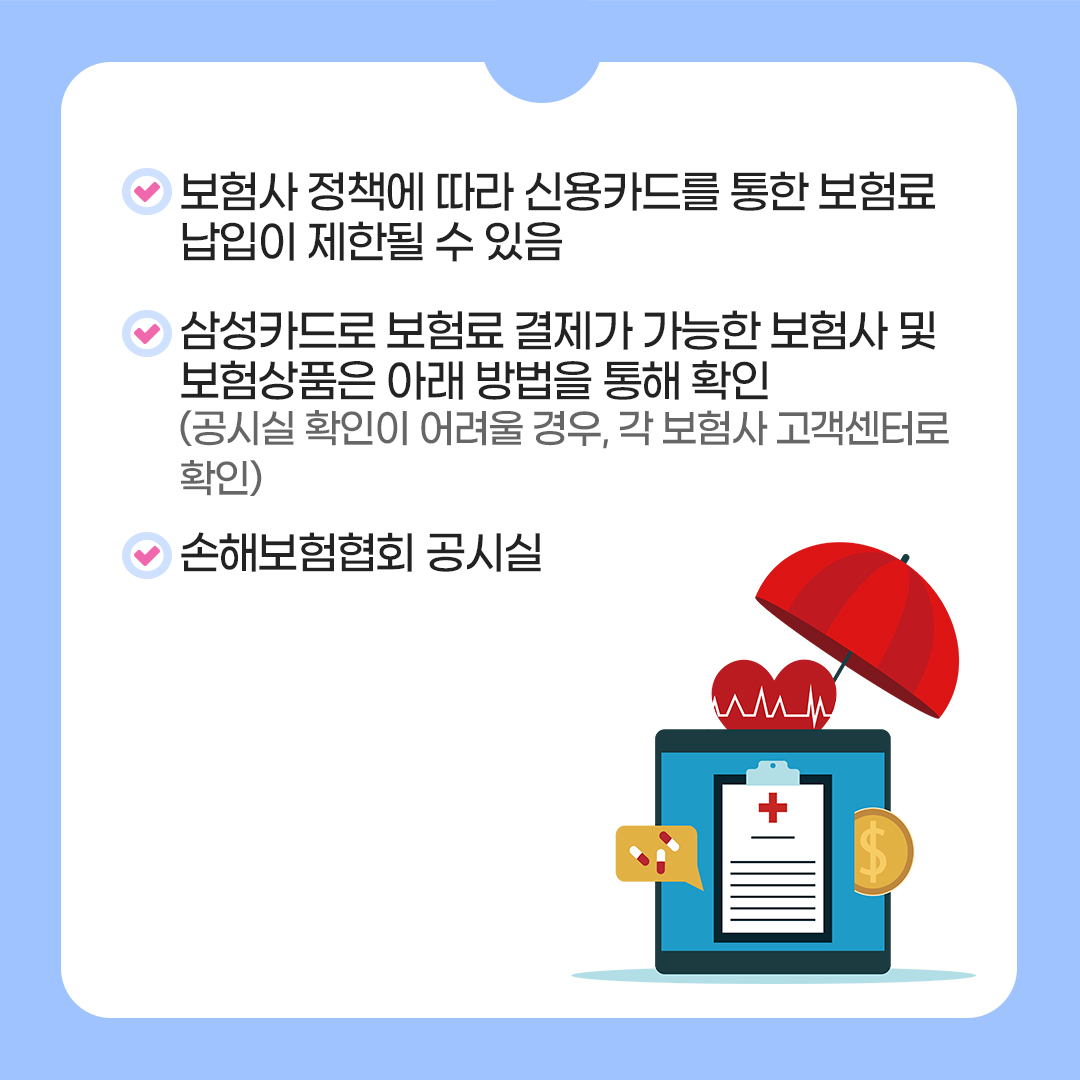 보험사 정책에 따라 신용카드를 통한 보험료
납입이 제한될 수 있음
삼성카드로 보험료 결제가 가능한 보험사 및
보험상품은 아래 방법을 통해 확인
(공시실 확인이 어려울 경우, 각 보험사 고객센터로
확인)
손해보험협회 공시실
$